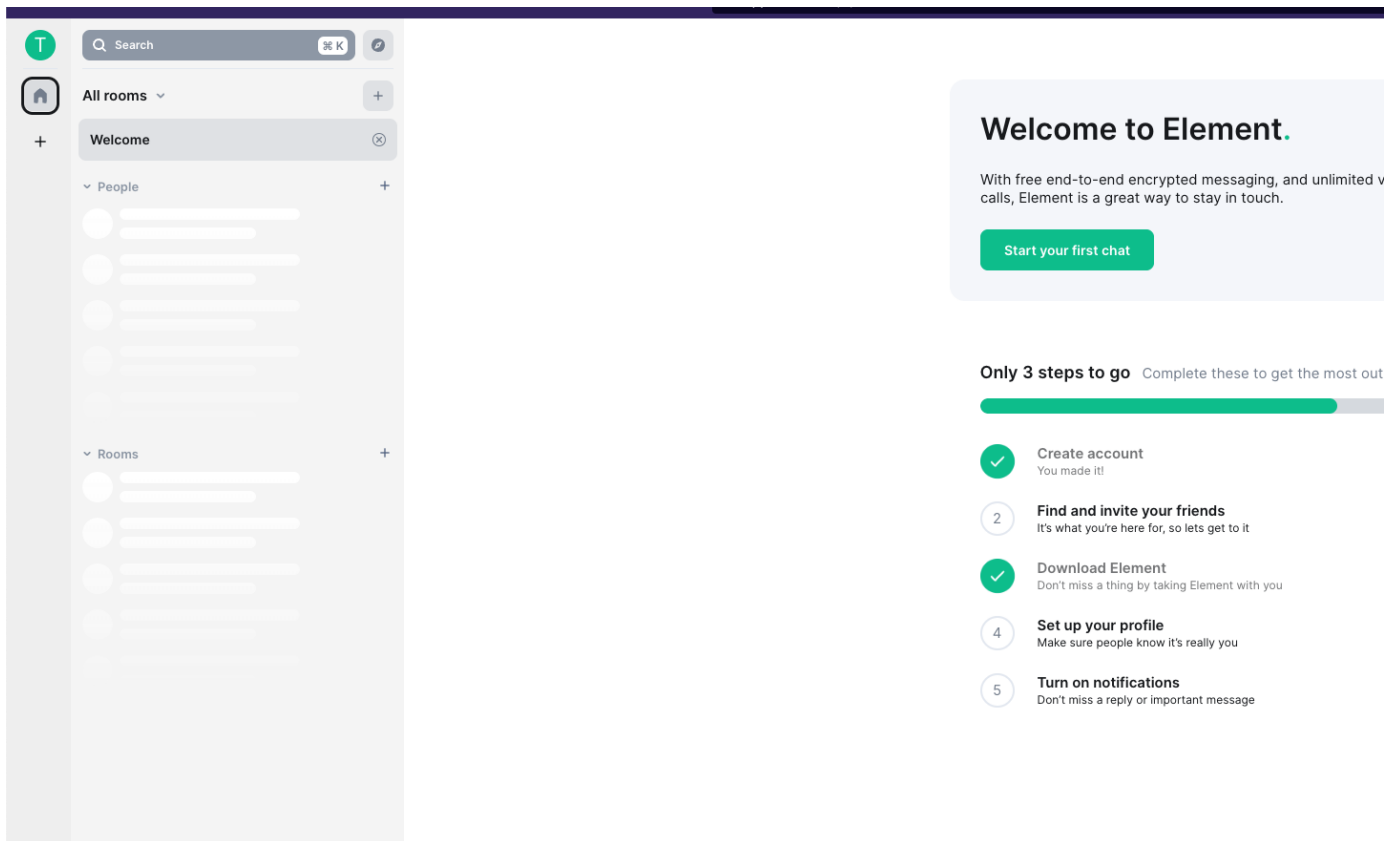 T
Search
⌘ K
All rooms
Welcome
People
Rooms
Welcome to Element.
With free end-to-end encrypted messaging, and unlimited
calls, Element is a great way to stay in touch.
Start your first chat
Only 3 steps to go Complete these to get the most out
Create account
You made it!
2
Find and invite your friends
It's what you're here for, so lets get to it
Download Element
Don't miss a thing by taking Element with you
4
Set up your profile
Make sure people know it's really you
5
Turn on notifications
Don't miss a reply or important message